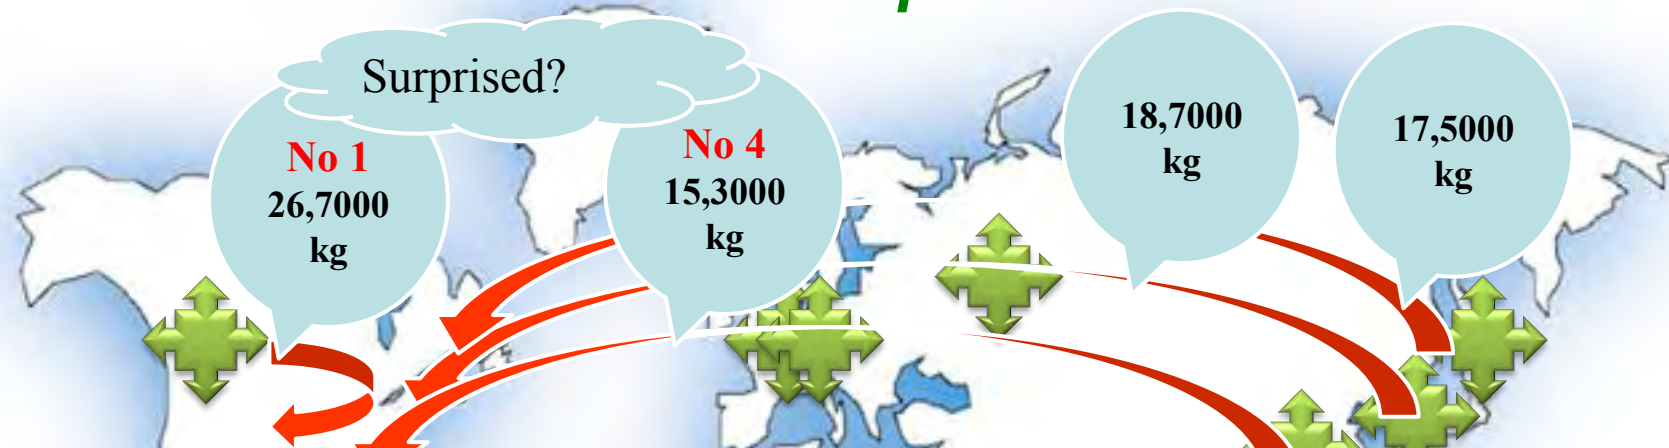 Surprised?
No 1
26,7000
kg
No 4
15,3000
kg
18,7000
kg
17,5000
kg